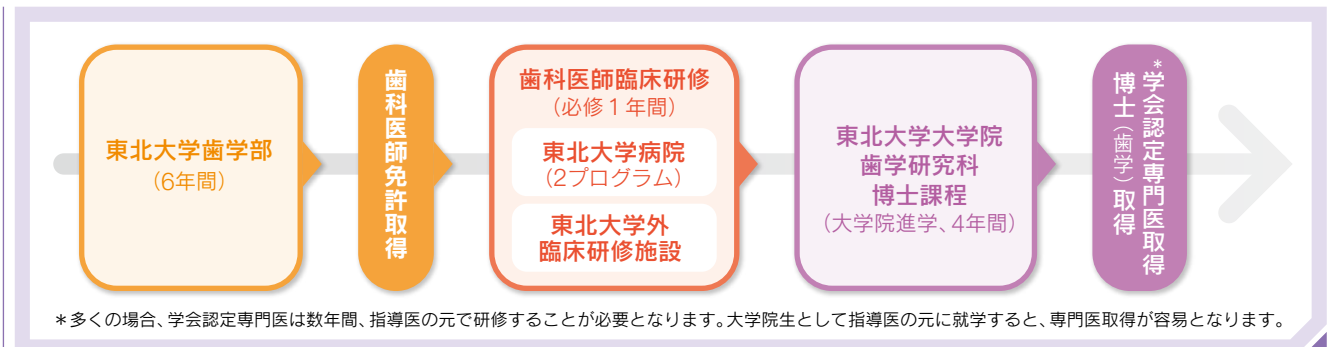 東北大学歯学部
(6年間)
歯科医師免許取得
歯科医師臨床研修
(必修1年間)
東北大学病院
(2プログラム)
東北大学外
臨床研修施設
東北大学大学院
歯学研究科
博士課程
(大学院進学、4年間)
*学会認定専門医取得
博士(歯学)取得
*多くの場合、学会認定専門医は数年間、指導医の元で研修することが必要となります。大学院生として指導医の元に就学すると、専門医取得が容易となります。